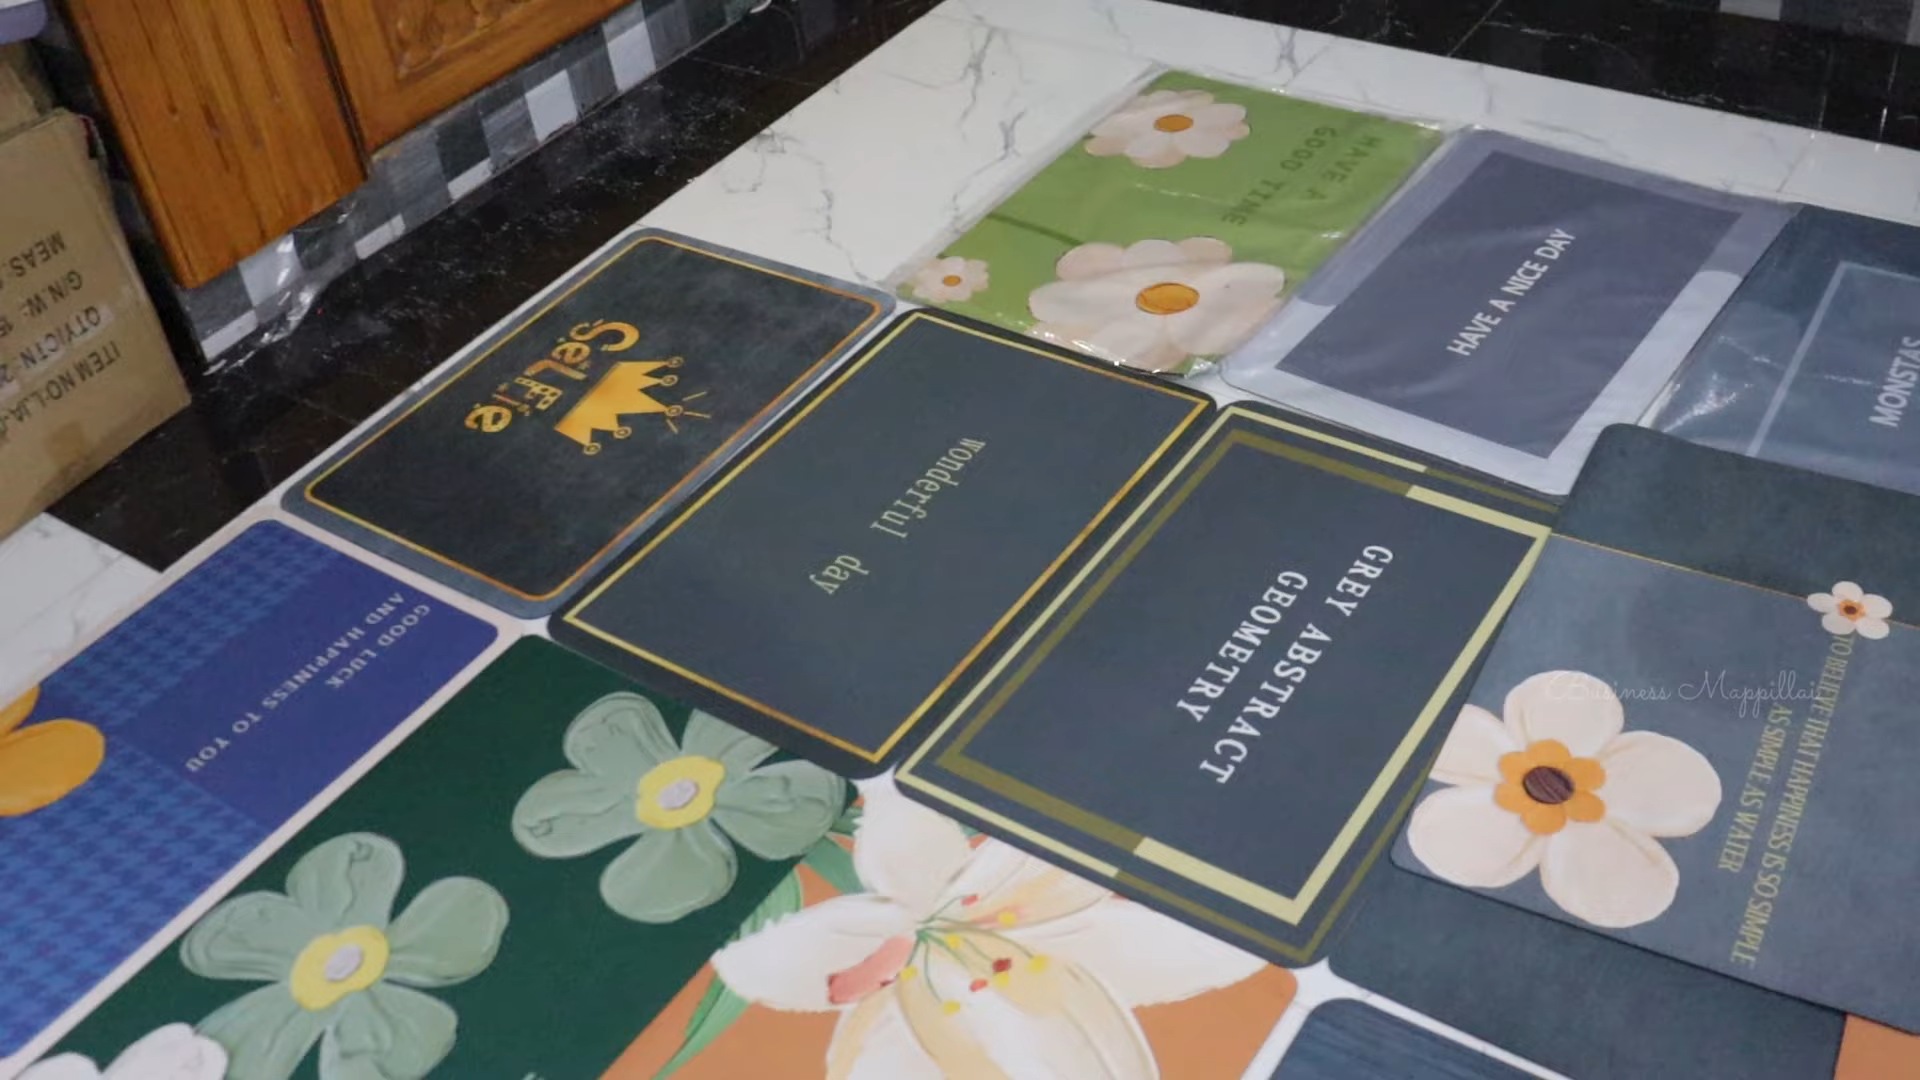 HAVE A
GOOD TIME
HAVE A NICE DAY
MONSTAS
SeLFie
wonderful day
GREY ABSTRACT
GEOMETRY
GOOD LUCK
AND HAPPINESS TO YOU
TO BELIEVE THAT HAPPINESS IS SO SIMPLE
AS SIMPLE AS WATER
Business Mappillai
MEAS.
G/N W:
QTY/CTN
ITEM NO